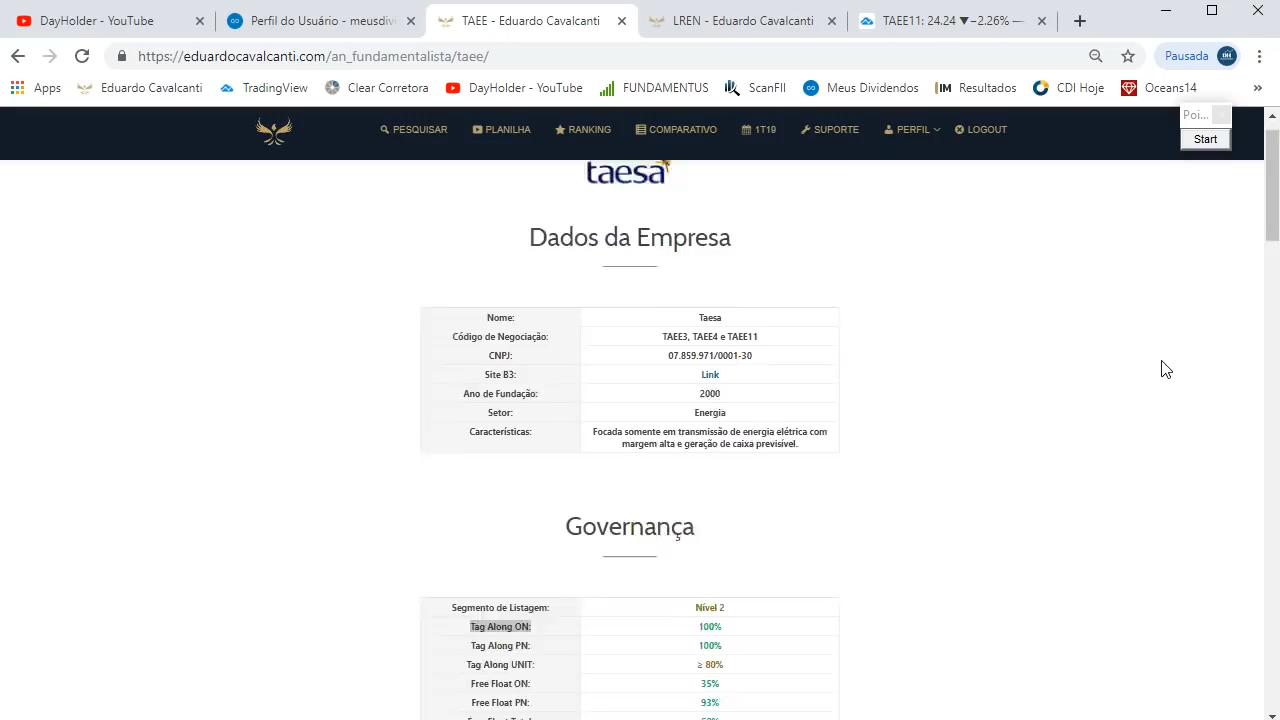 DayHolder - YouTube
Perfil do Usuário - meusdivi
TAEE - Eduardo Cavalcanti
LREN - Eduardo Cavalcanti
TAEE11: 24.24 ▼−2.26% —
https://eduardocavalcanti.com/an_fundamentalista/taee/
Pausada
Apps
Eduardo Cavalcanti
TradingView
Clear Corretor
DayHolder - YouTube
FUNDAMENTUS
ScanFII
Meus Dividendos
IM Resultados
CDI Hoje
Oceans14
»
PESQUISAR
PLANILHA
RANKING
COMPARATIVO
1T19
SUPORTE
PERFIL
LOGOUT
Poi...
Start
taesa
Dados da Empresa
Nome: Taesa
Código de Negociação: TAEE3, TAEE4 e TAEE11
CNPJ: 07.859.971/0001-30
Site B3: Link
Ano de Fundação: 2000
Setor: Energia
Características: Focada somente em transmissão de energia elétrica com
margem alta e geração de caixa previsível.
Governança
Segmento de Listagem: Nível 2
Tag Along ON: 100%
Tag Along PN: 100%
Tag Along UNIT: ≥ 80%
Free Float ON: 35%
Free Float PN: 93%